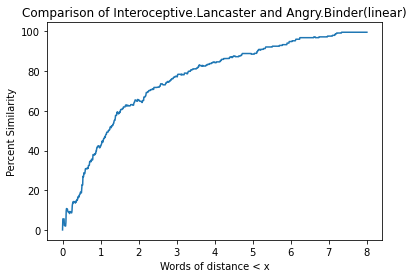 Comparison of Interoceptive.Lancaster and Angry.Binder(linear)
Percent Similarity
100
80
60
40
20
0
0 1 2 3 4 5 6 7 8
Words of distance < x